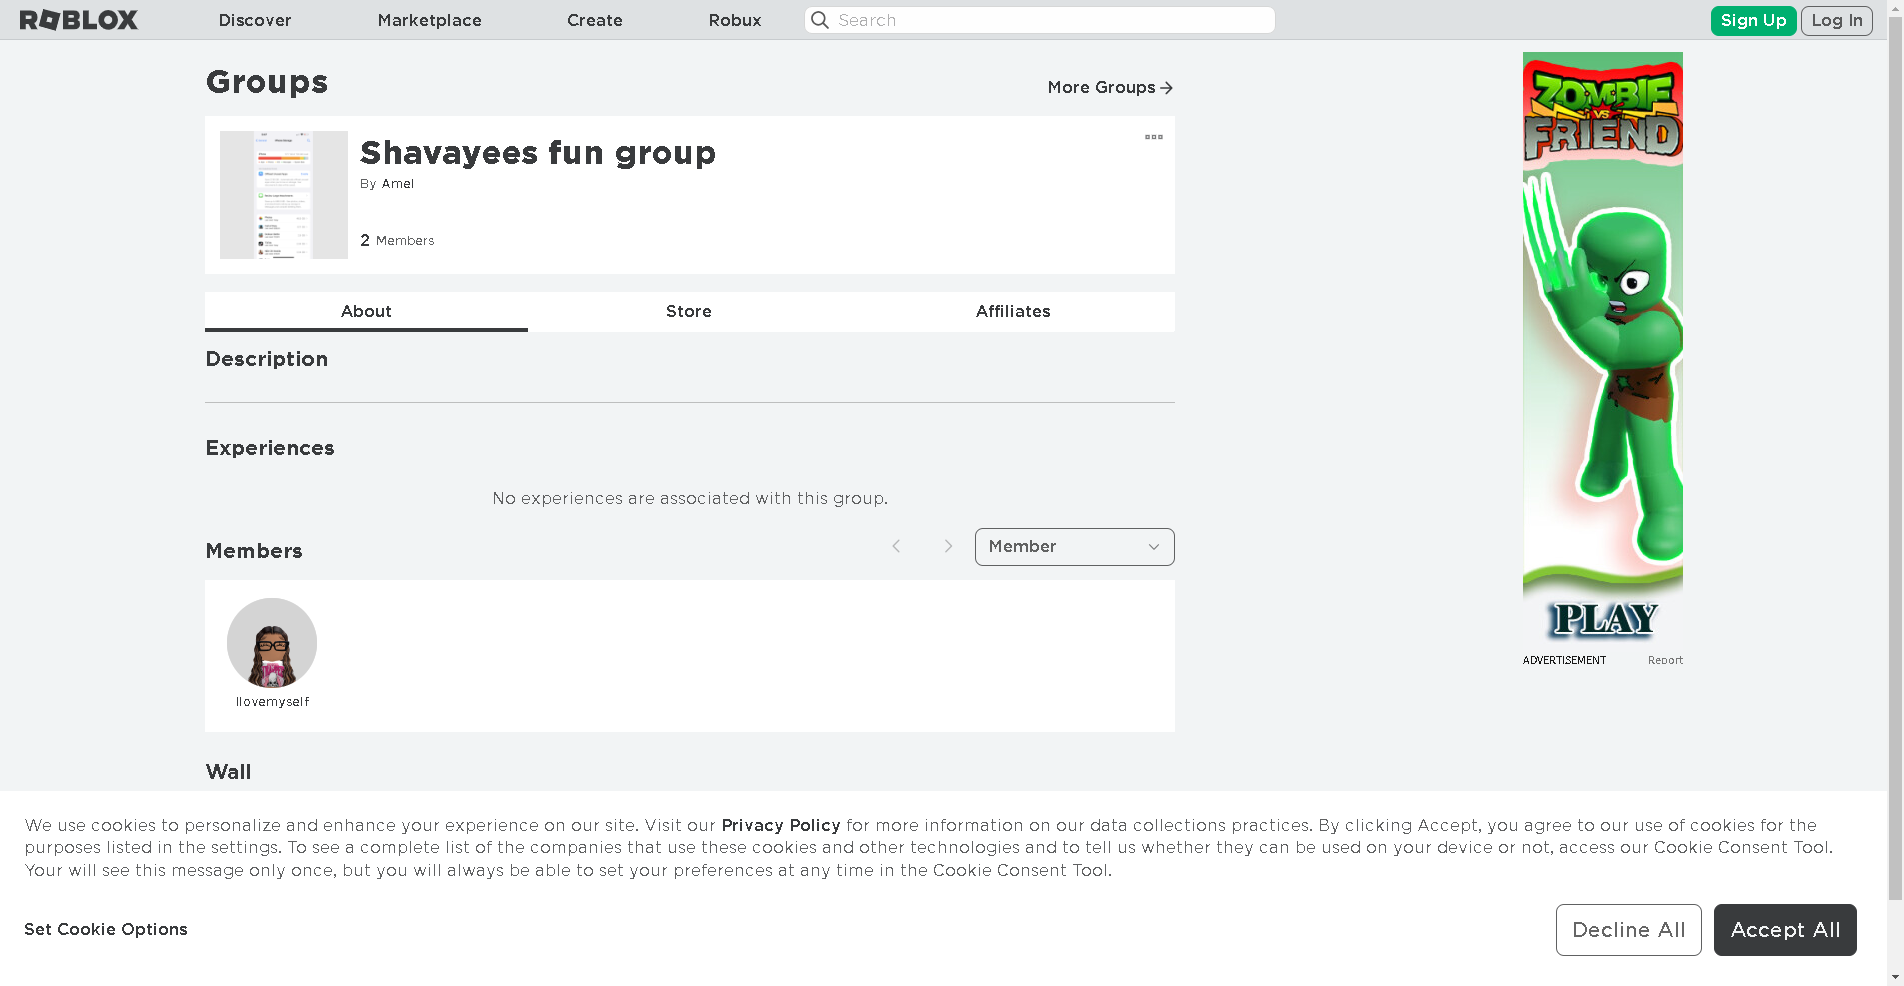 ROBLOX
Discover
Marketplace
Create
Robux
Search
Sign Up
Log In
Groups
More Groups
Shavayees fun group
By Amel
2 Members
About
Store
Affiliates
Description
Experiences
No experiences are associated with this group.
Members
Member
Ilovemyself
Wall
ZOMBIE
VS
FRIEND
PLAY
ADVERTISEMENT
Report
We use cookies to personalize and enhance your experience on our site. Visit our Privacy Policy for more information on our data collections practices. By clicking Accept, you agree to our use of cookies for the
purposes listed in the settings. To see a complete list of the companies that use these cookies and other technologies and to tell us whether they can be used on your device or not, access our Cookie Consent Tool.
Your will see this message only once, but you will always be able to set your preferences at any time in the Cookie Consent Tool.
Set Cookie Options
Decline All
Accept All